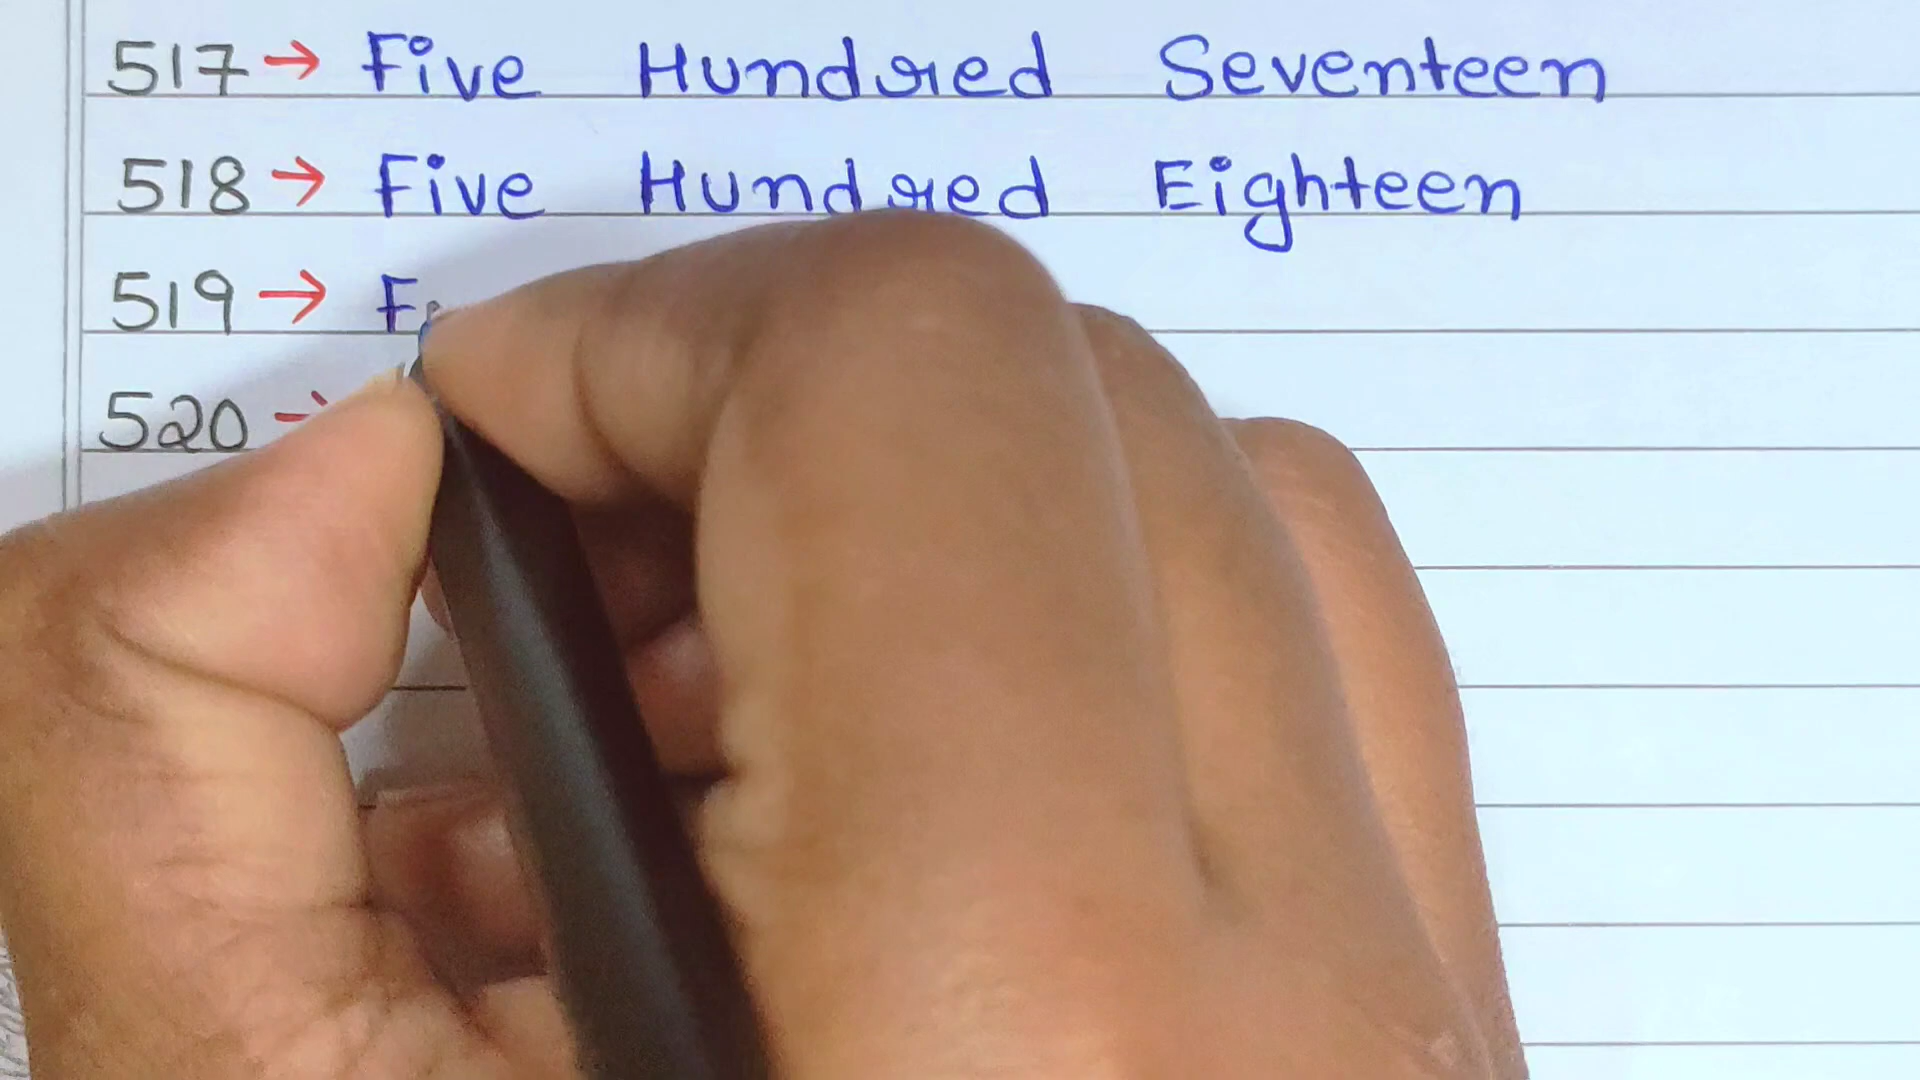 517 → Five Hundred Seventeen
518 → Five Hundred Eighteen
519 → F
520 →